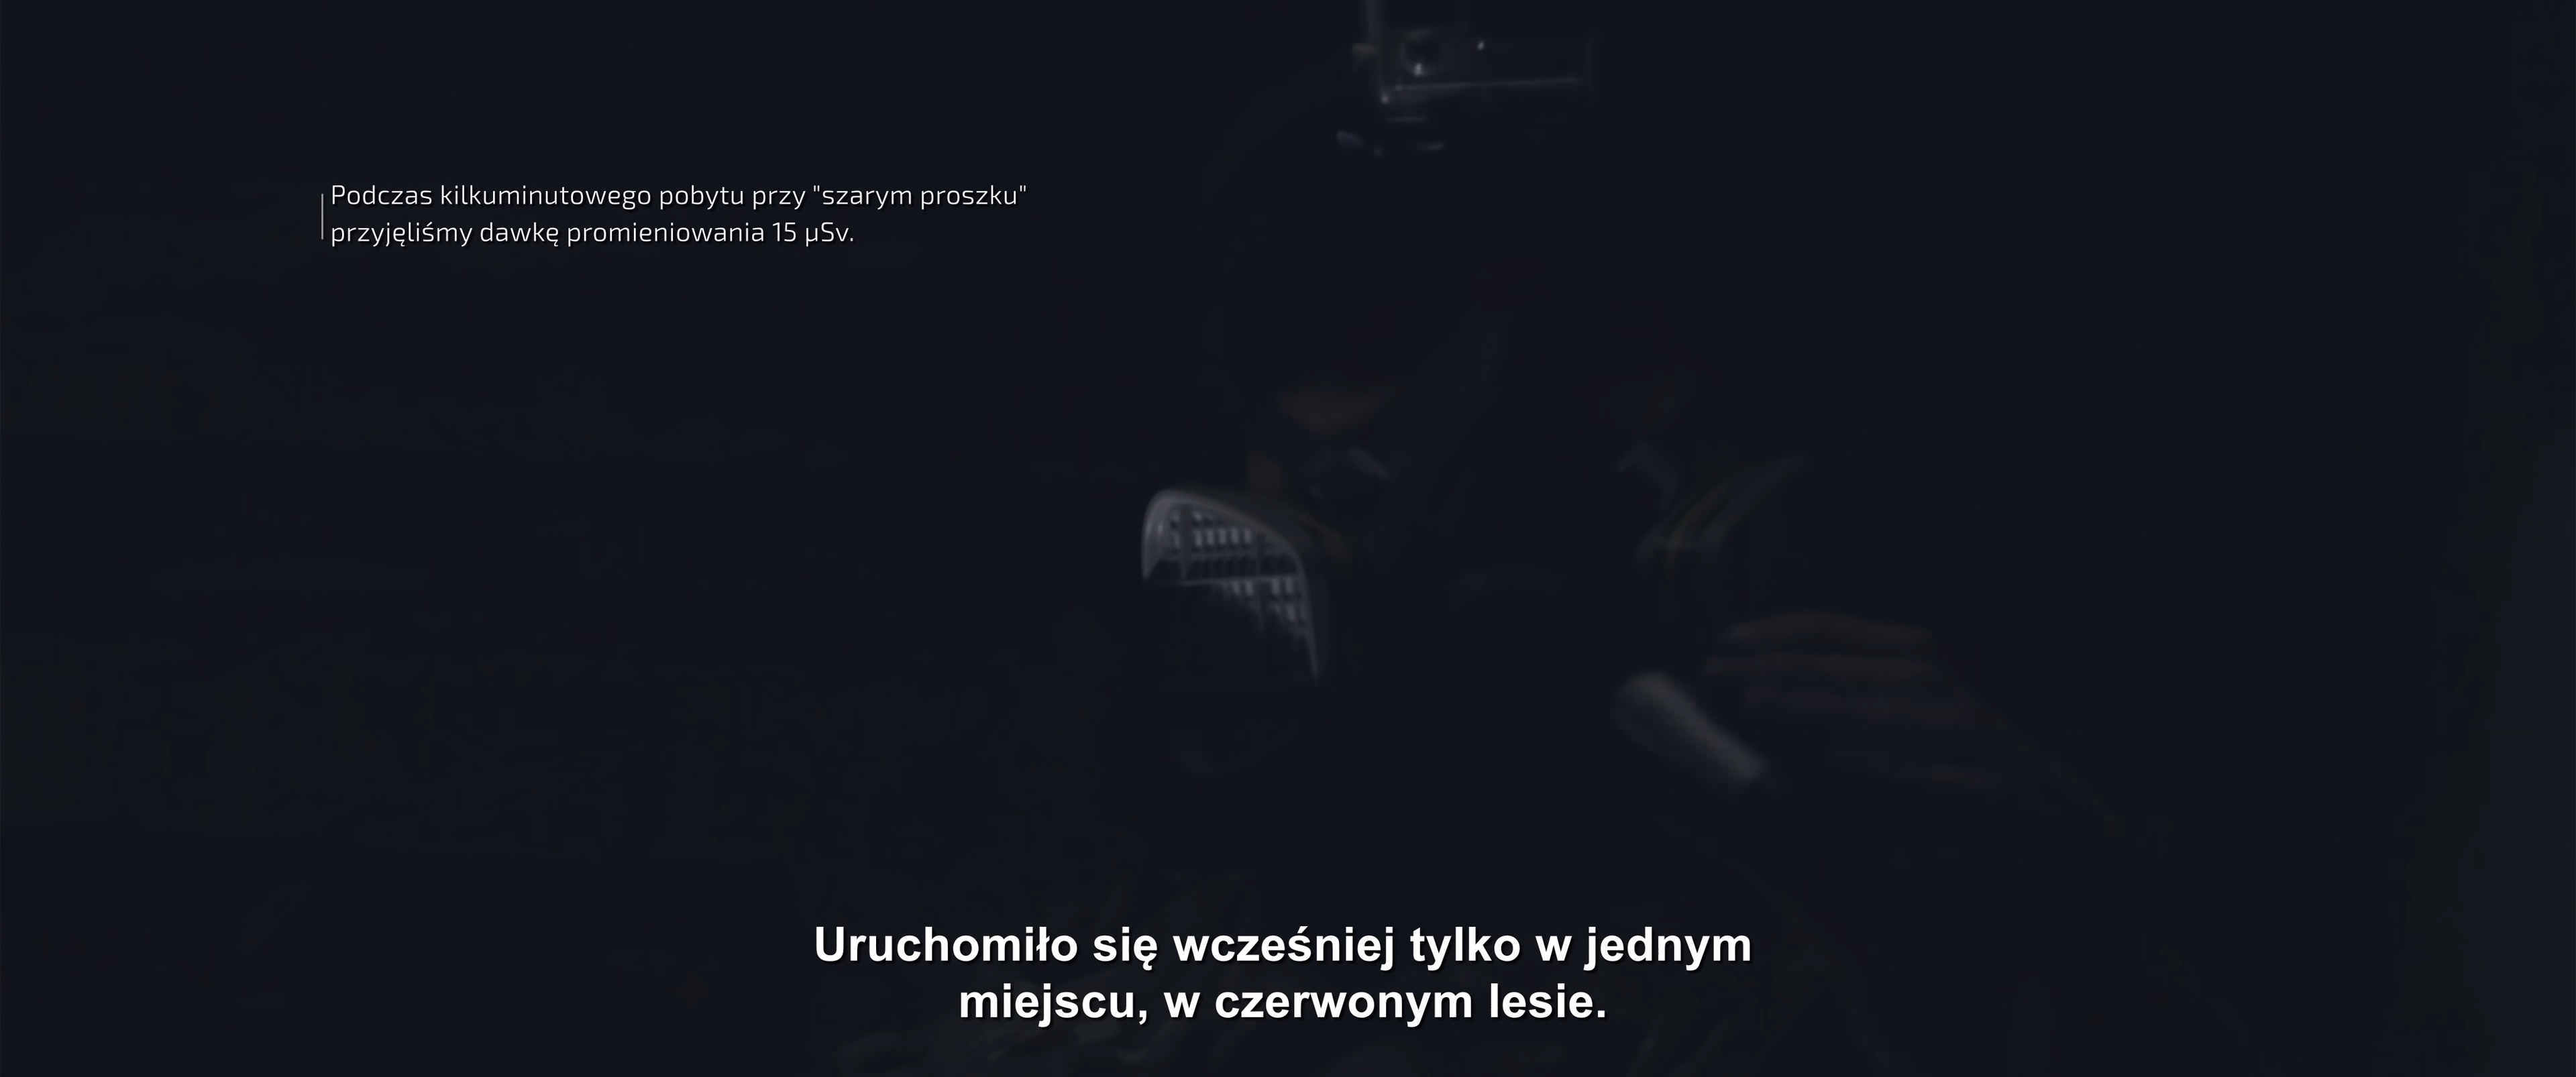 Podczas kilkuminutowego pobytu przy "szarym proszku"
przyjęliśmy dawkę promieniowania 15 µSv.
Uruchomiło się wcześniej tylko w jednym
miejscu, w czerwonym lesie.